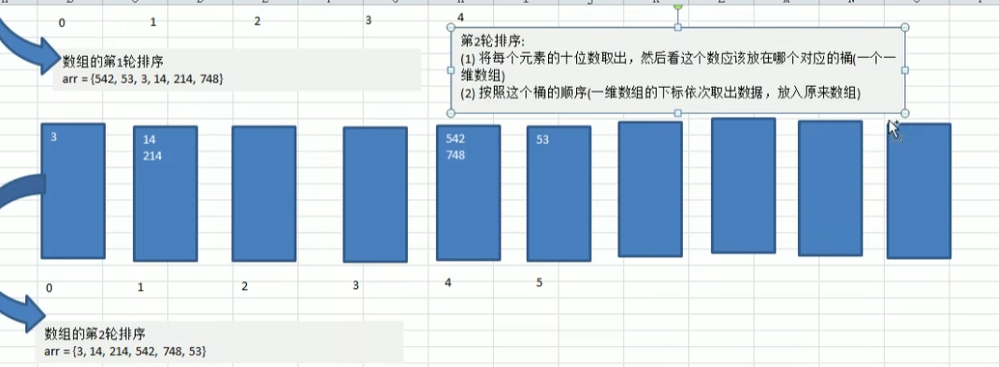 0 1 2 3 4
数组的第1轮排序
arr = {542, 53, 3, 14, 214, 748}
第2轮排序:
(1) 将每个元素的十位数取出，然后看这个数应该放在哪个对应的桶(一个一
维数组)
(2) 按照这个桶的顺序(一维数组的下标依次取出数据，放入原来数组)
3
14
214
542
748
53
0 1 2 3 4 5
数组的第2轮排序
arr = {3, 14, 214, 542, 748, 53}